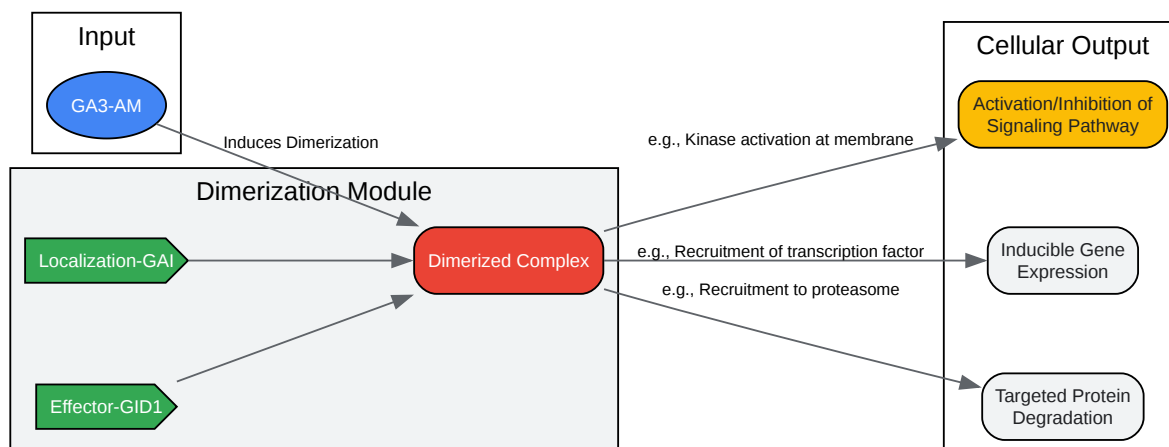 Input
GA3-AM
Induces Dimerization
Dimerization Module
Localization-GAI
Dimerized Complex
Effector-GID1
e.g., Kinase activation at membrane
e.g., Recruitment of transcription factor
e.g., Recruitment to proteasome
Cellular Output
Activation/Inhibition of
Signaling Pathway
Inducible Gene
Expression
Targeted Protein
Degradation